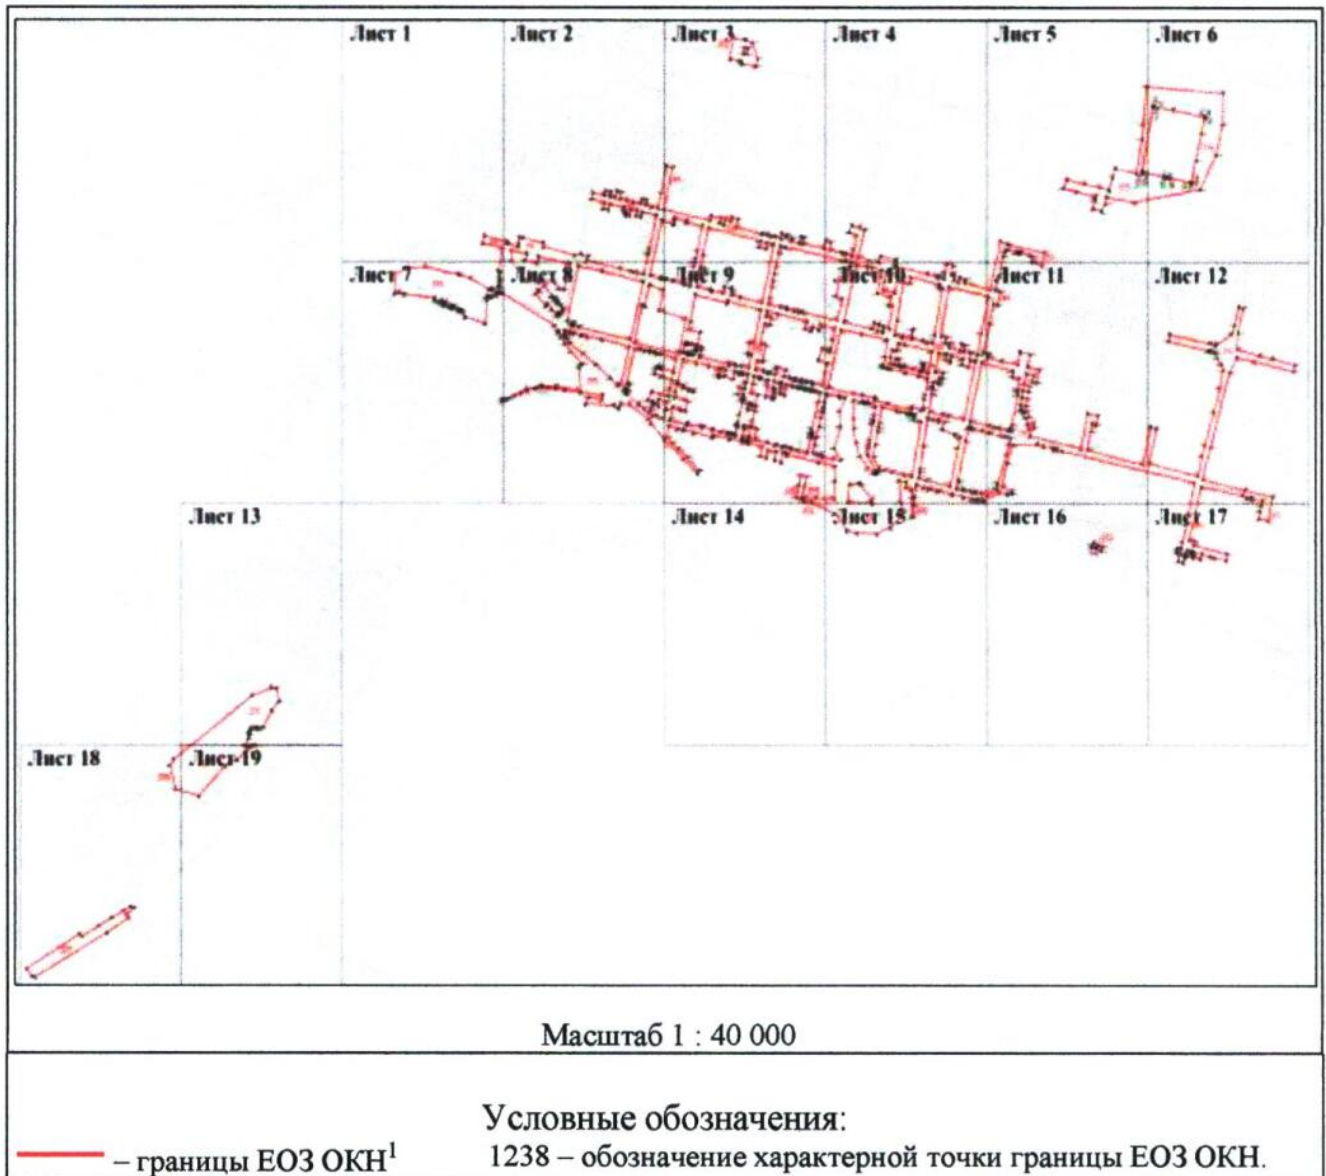 Лист 1 Лист 2 Лист 3 Лист 4 Лист 5 Лист 6
Лист 7 Лист 8 Лист 9 Лист 10 Лист 11 Лист 12
Лист 13 Лист 14 Лист 15 Лист 16 Лист 17
Лист 18 Лист 19
Масштаб 1 : 40 000
Условные обозначения:
– границы ЕОЗ ОКН¹ 1238 – обозначение характерной точки границы ЕОЗ ОКН.